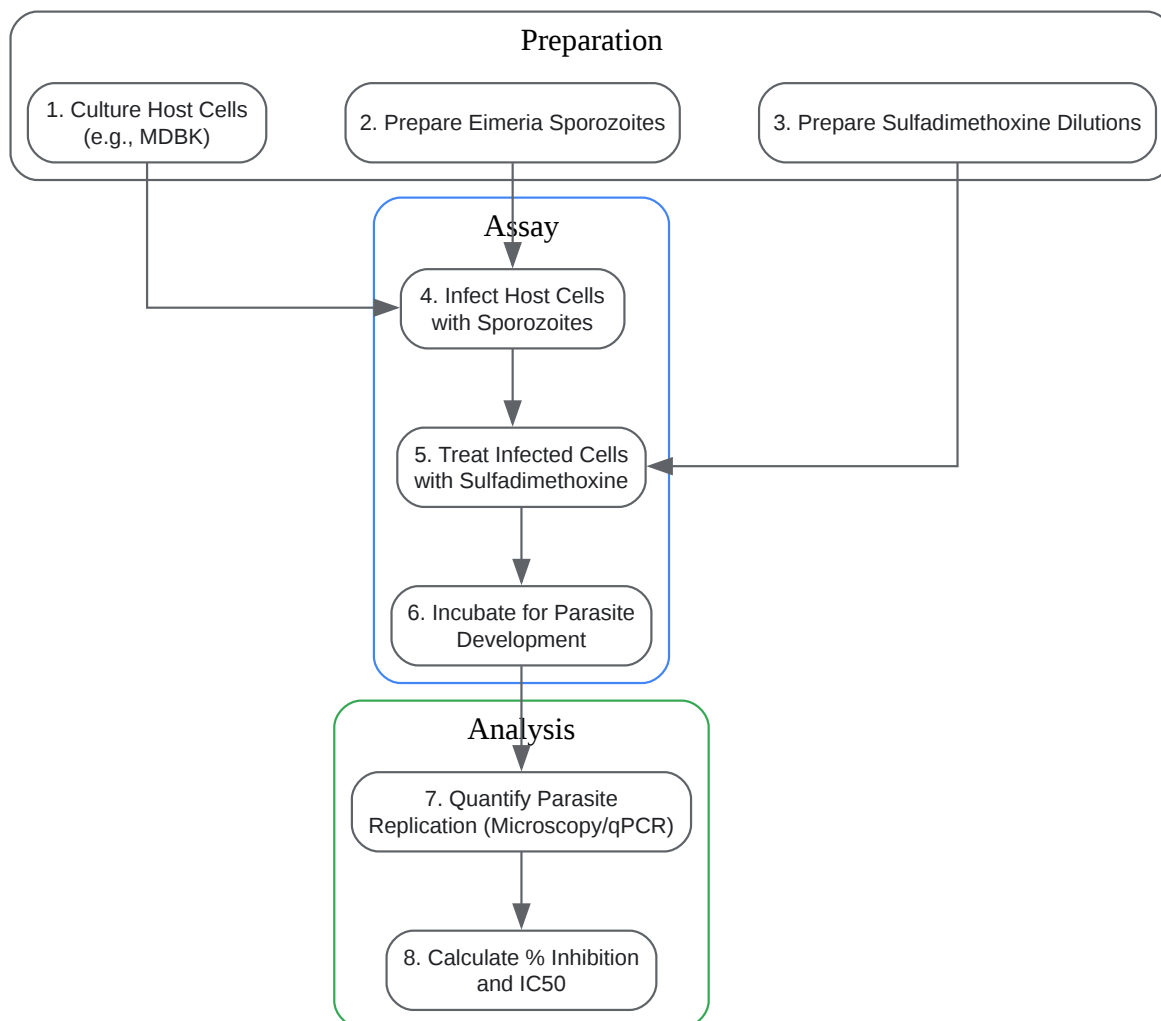 Preparation
1. Culture Host Cells
(e.g., MDBK)
2. Prepare Eimeria Sporozoites
3. Prepare Sulfadimethoxine Dilutions
Assay
4. Infect Host Cells
with Sporozoites
5. Treat Infected Cells
with Sulfadimethoxine
6. Incubate for Parasite
Development
Analysis
7. Quantify Parasite
Replication (Microscopy/qPCR)
8. Calculate % Inhibition
and IC50